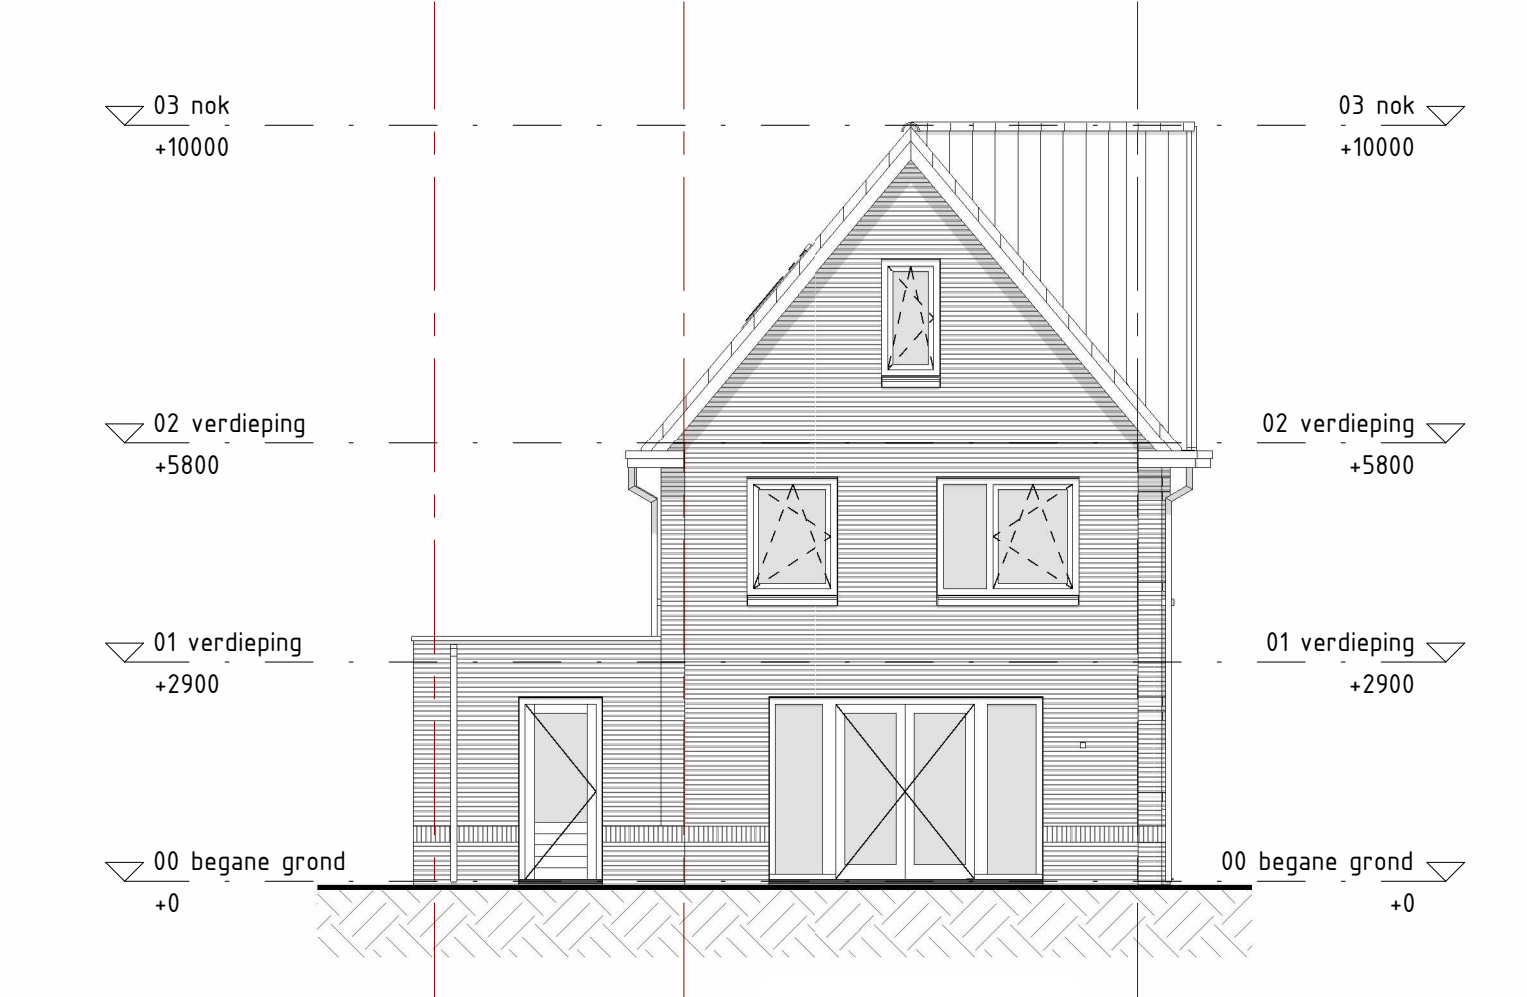 03 nok
+10000
03 nok
+10000
02 verdieping
+5800
02 verdieping
+5800
01 verdieping
+2900
01 verdieping
+2900
00 begane grond
+0
00 begane grond
+0